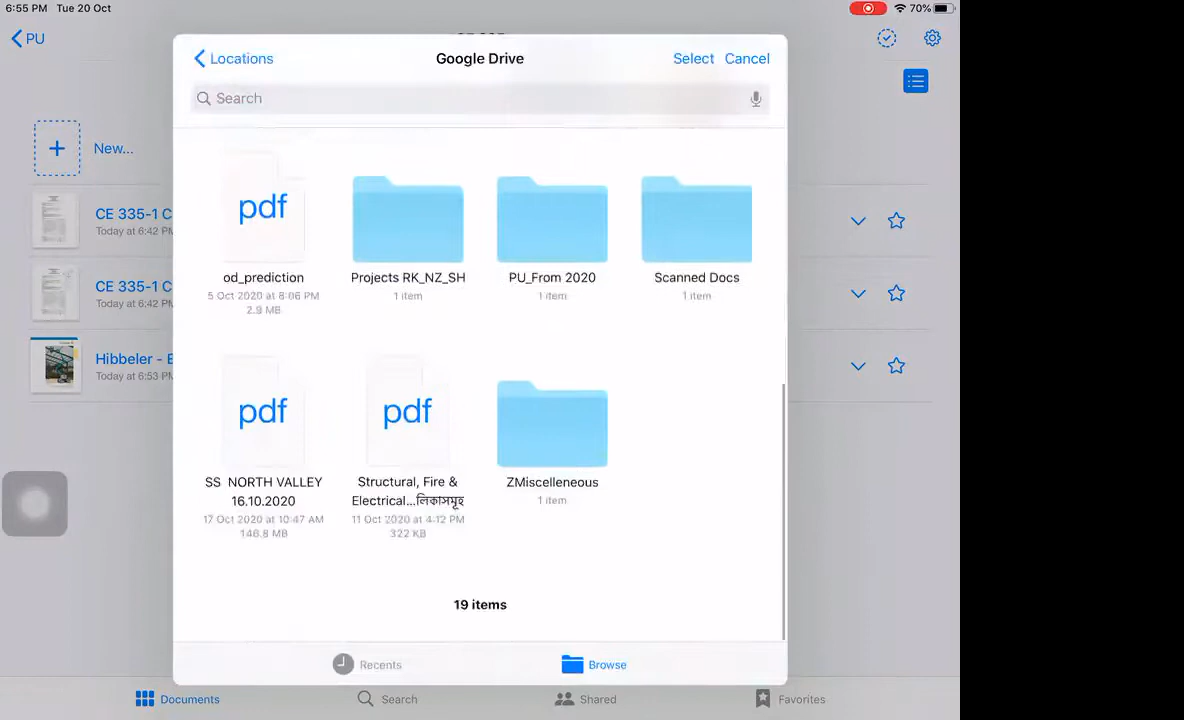 6:55 PM Tue 20 Oct
70%
PU
Locations
Google Drive
Select
Cancel
Search
New...
CE 335-1 C
Today at 6:42 PM
CE 335-1 C
Today at 6:42 PM
Hibbeler - E
Today at 6:53 PM
pdf
od_prediction
5 Oct 2020 at 8:06 PM
2.9 MB
Projects RK_NZ_SH
1 item
PU_From 2020
1 item
Scanned Docs
1 item
pdf
SS NORTH VALLEY
16.10.2020
17 Oct 2020 at 10:47 AM
146.8 MB
pdf
Structural, Fire &
Electrical...লিকাসমূহ
11 Oct 2020 at 4:12 PM
322 KB
ZMiscelleneous
1 item
19 items
Recents
Browse
Documents
Search
Shared
Favorites